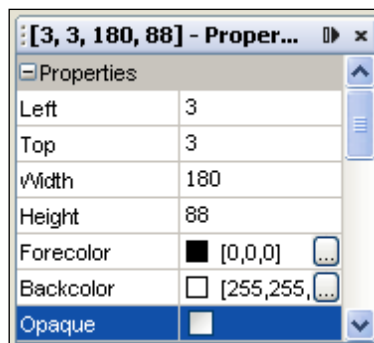 [3, 3, 180, 88] - Proper...
Properties
Left 3
Top 3
Width 180
Height 88
Forecolor [0,0,0] ...
Backcolor [255,255, ...
Opaque